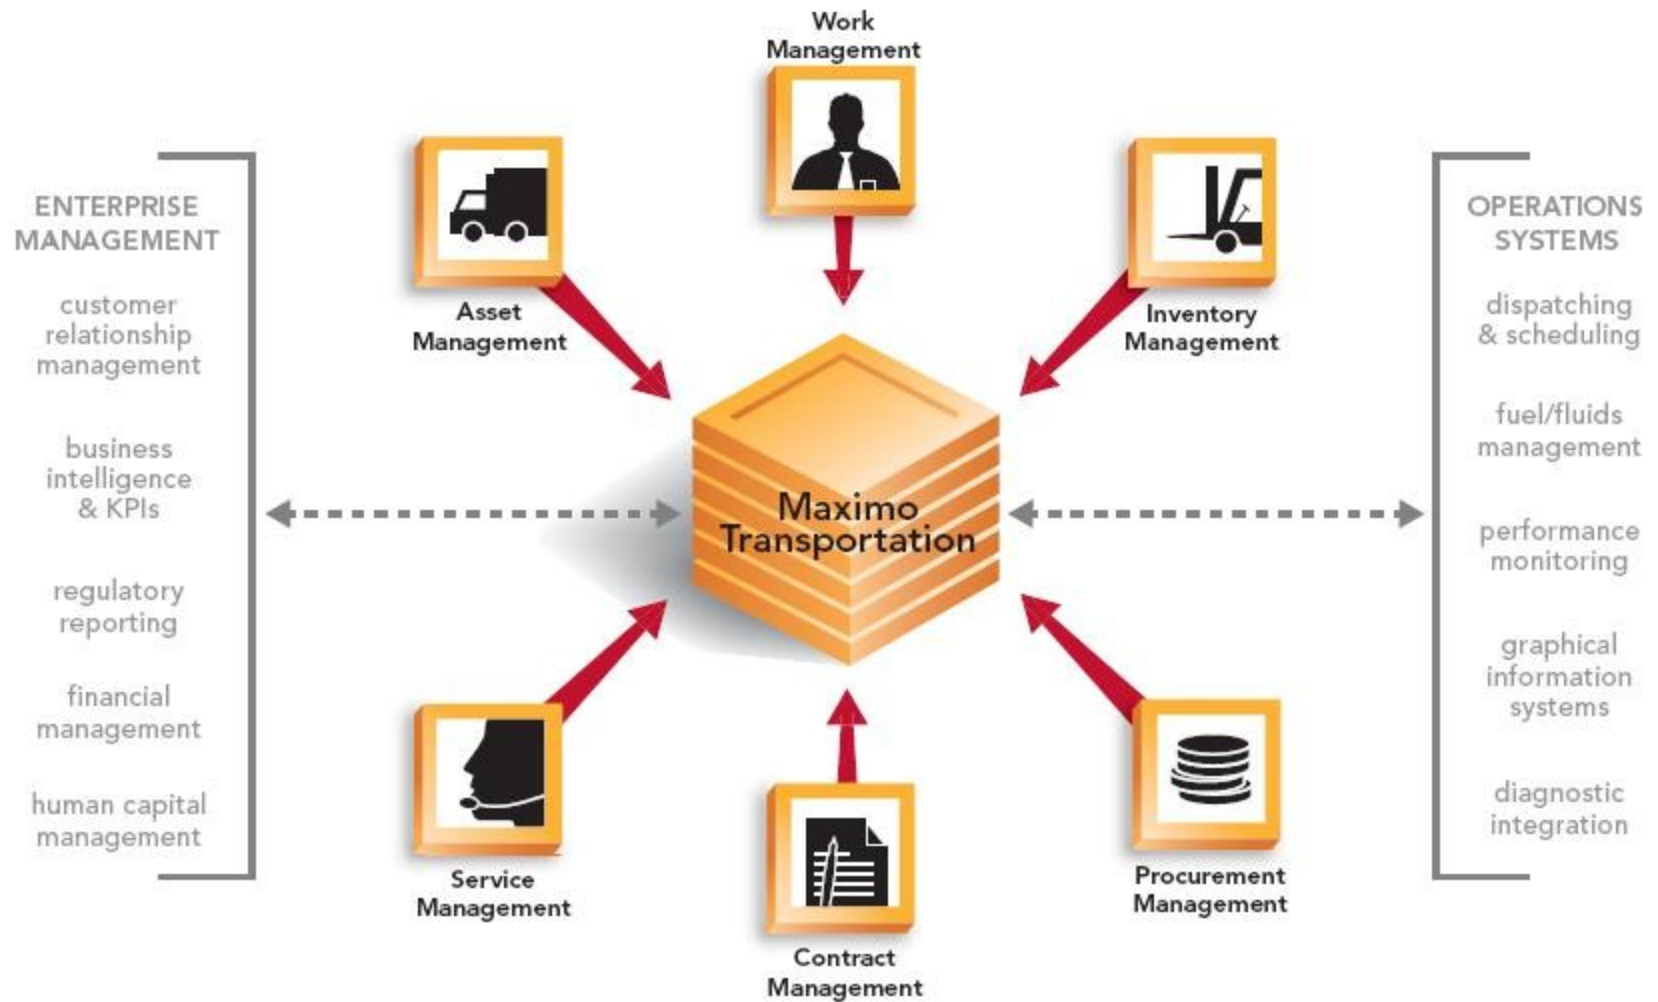 Work
Management
ENTERPRISE
MANAGEMENT
customer
relationship
management
business
intelligence
& KPIs
regulatory
reporting
financial
management
human capital
management
Asset
Management
Inventory
Management
Maximo
Transportation
Service
Management
Contract
Management
Procurement
Management
OPERATIONS
SYSTEMS
dispatching
& scheduling
fuel/fluids
management
performance
monitoring
graphical
information
systems
diagnostic
integration